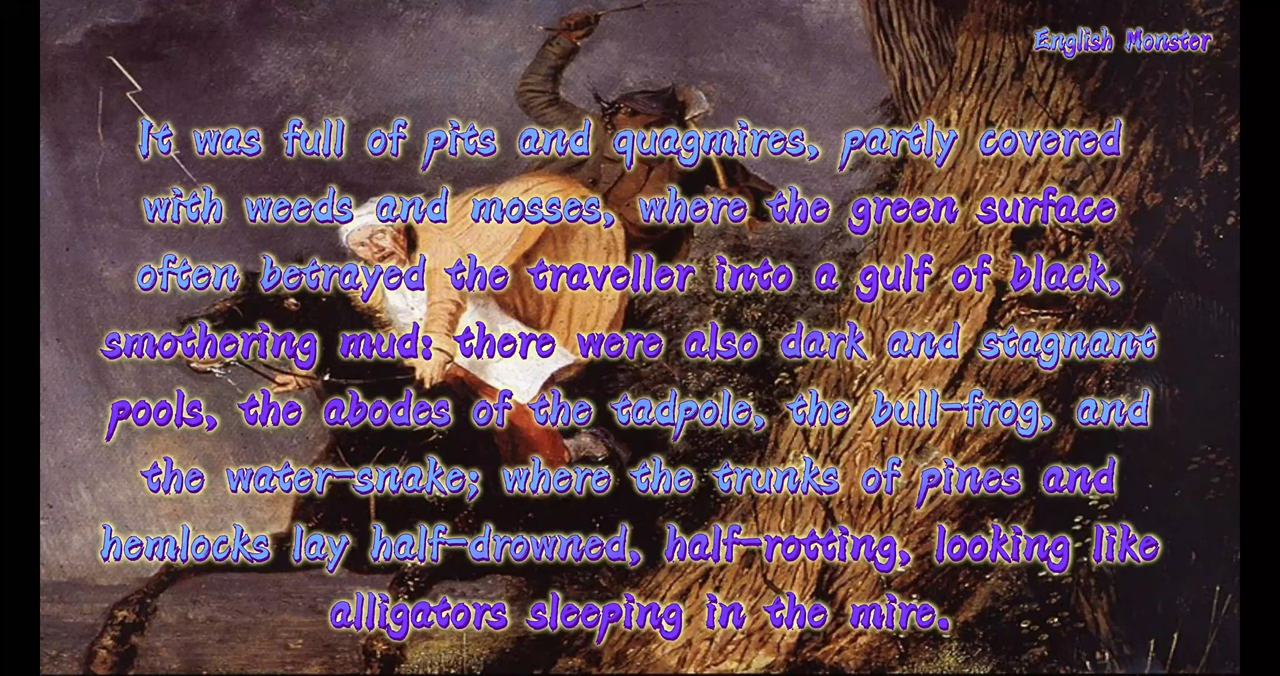 English Monster
It was full of pits and quagmires, partly covered
with weeds and mosses, where the green surface
often betrayed the traveller into a gulf of black,
smothering mud: there were also dark and stagnant
pools, the abodes of the tadpole, the bull-frog, and
the water-snake; where the trunks of pines and
hemlocks lay half-drowned, half-rotting, looking like
alligators sleeping in the mire.